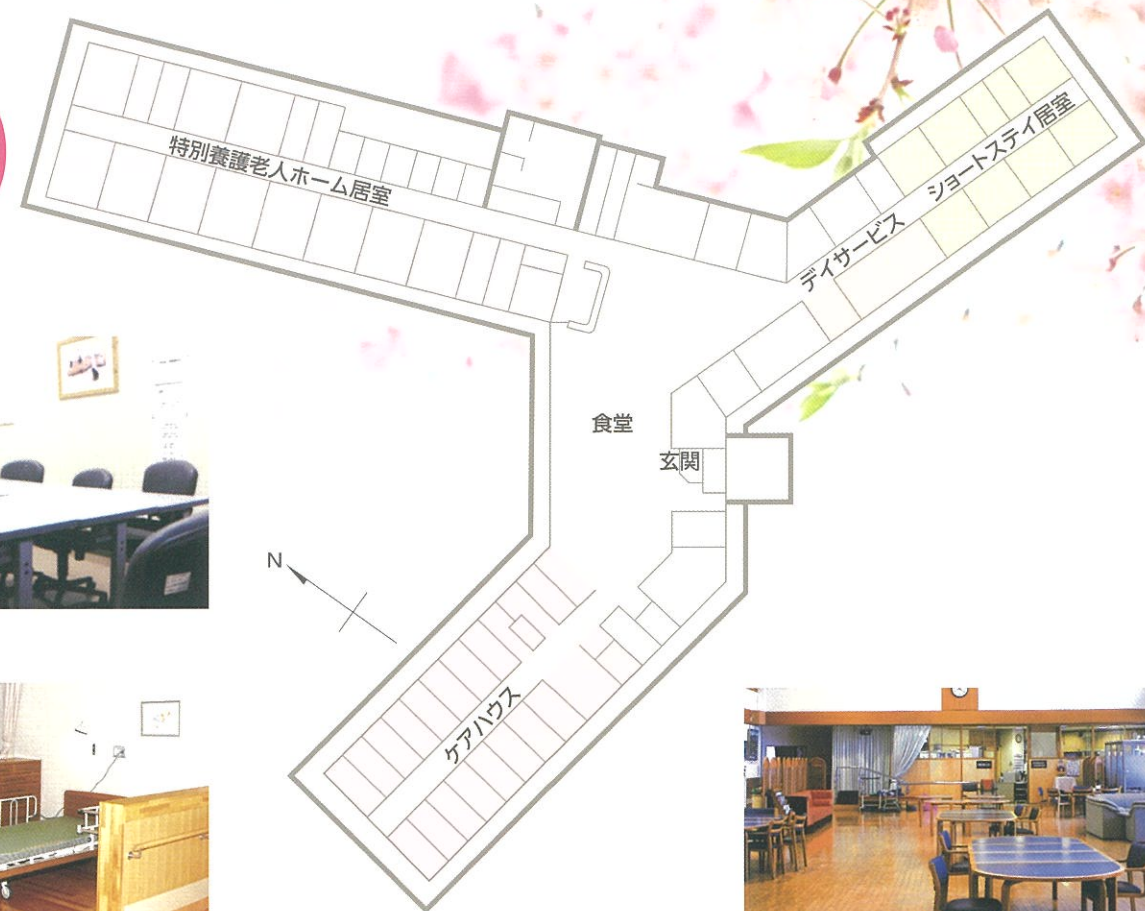 特別養護老人ホーム居室
デイサービス
ショートステイ居室
食堂
玄関
N
ケアハウス